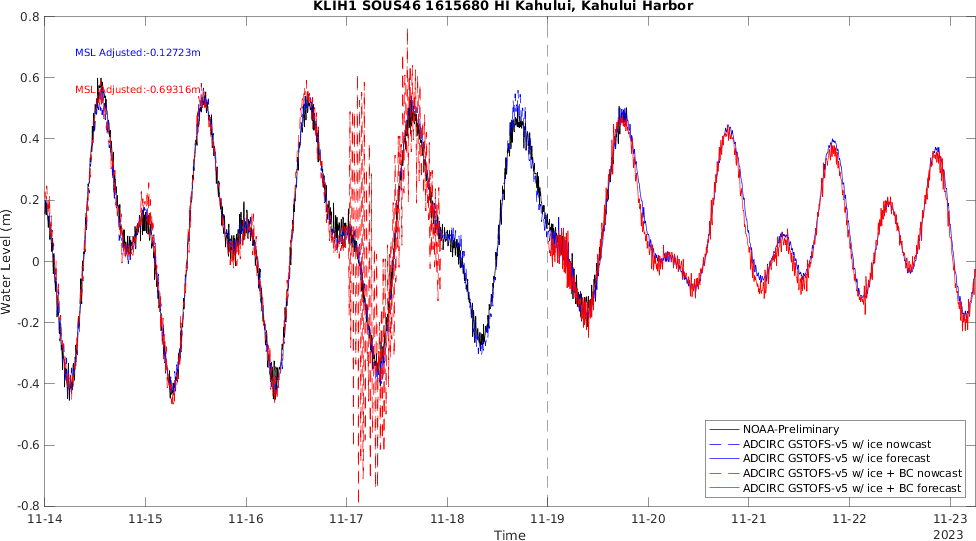 KLIH1 SOUS46 1615680 HI Kahului, Kahului Harbor
MSL Adjusted:-0.12723m
MSL Adjusted:-0.69316m
Water Level (m)
0.8
0.6
0.4
0.2
0
-0.2
-0.4
-0.6
-0.8
NOAA-Preliminary
ADCIRC GSTOFS-v5 w/ ice nowcast
ADCIRC GSTOFS-v5 w/ ice forecast
ADCIRC GSTOFS-v5 w/ ice + BC nowcast
ADCIRC GSTOFS-v5 w/ ice + BC forecast
11-14 11-15 11-16 11-17 11-18 11-19 11-20 11-21 11-22 11-23
Time
2023